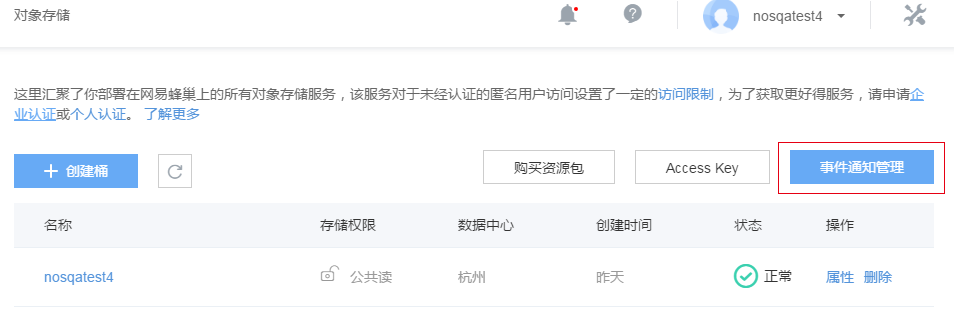 对象存储
nosqatest4
这里汇聚了你部署在网易蜂巢上的所有对象存储服务，该服务对于未经认证的匿名用户访问设置了一定的访问限制，为了获取更好得服务，请申请企
业认证或个人认证。 了解更多
创建桶
购买资源包
Access Key
事件通知管理
名称 存储权限 数据中心 创建时间 状态 操作
nosqatest4 公共读 杭州 昨天 正常 属性 删除